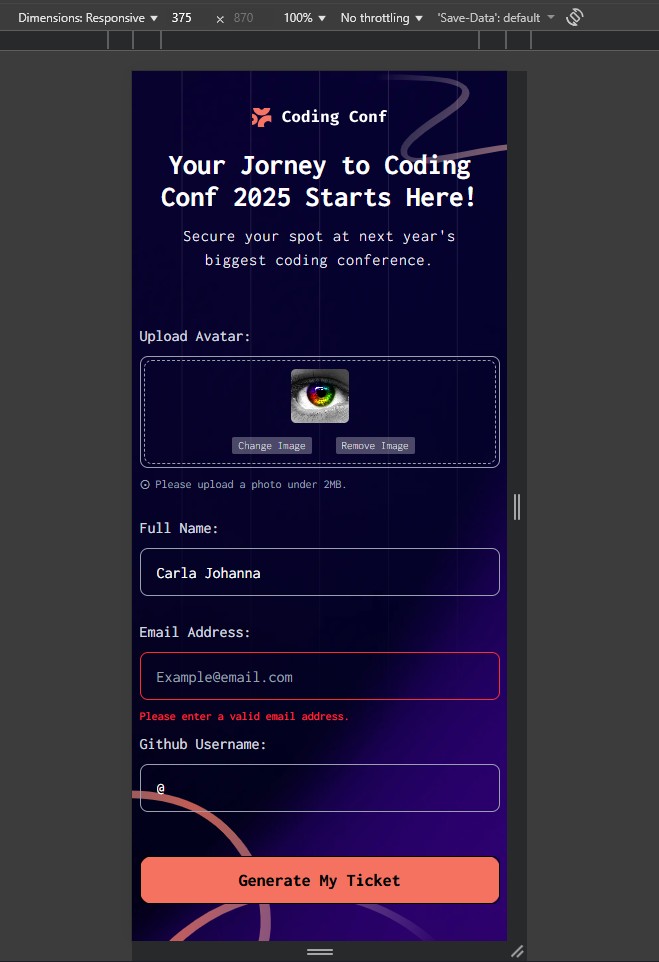 Dimensions: Responsive 375 × 870 100% No throttling 'Save-Data': default
Coding Conf
Your Jorney to Coding
Conf 2025 Starts Here!
Secure your spot at next year's
biggest coding conference.
Upload Avatar:
Change Image Remove Image
Please upload a photo under 2MB.
Full Name:
Carla Johanna
Email Address:
Example@email.com
Please enter a valid email address.
Github Username:
@
Generate My Ticket